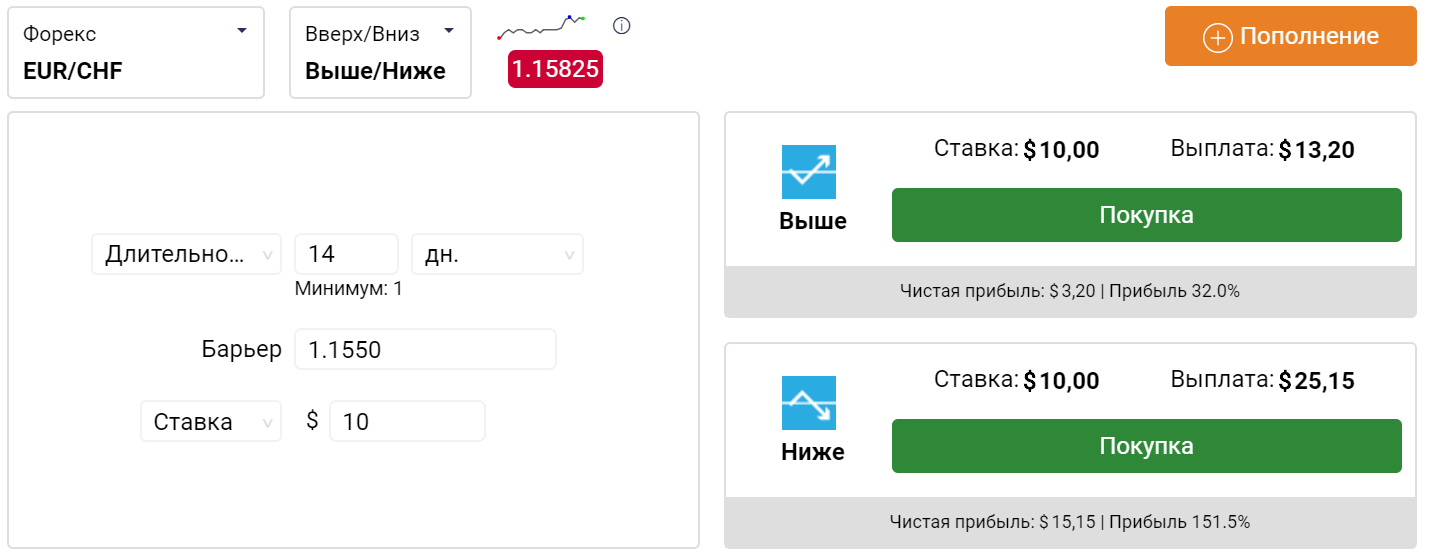 Форекс
EUR/CHF
Вверх/Вниз
Выше/Ниже
1.15825
Пополнение
Длительно...
14
дн.
Минимум: 1
Барьер
1.1550
Ставка
$
10
Ставка: $10,00
Выплата: $13,20
Выше
Покупка
Чистая прибыль: $3,20 | Прибыль 32.0%
Ставка: $10,00
Выплата: $25,15
Ниже
Покупка
Чистая прибыль: $15,15 | Прибыль 151.5%